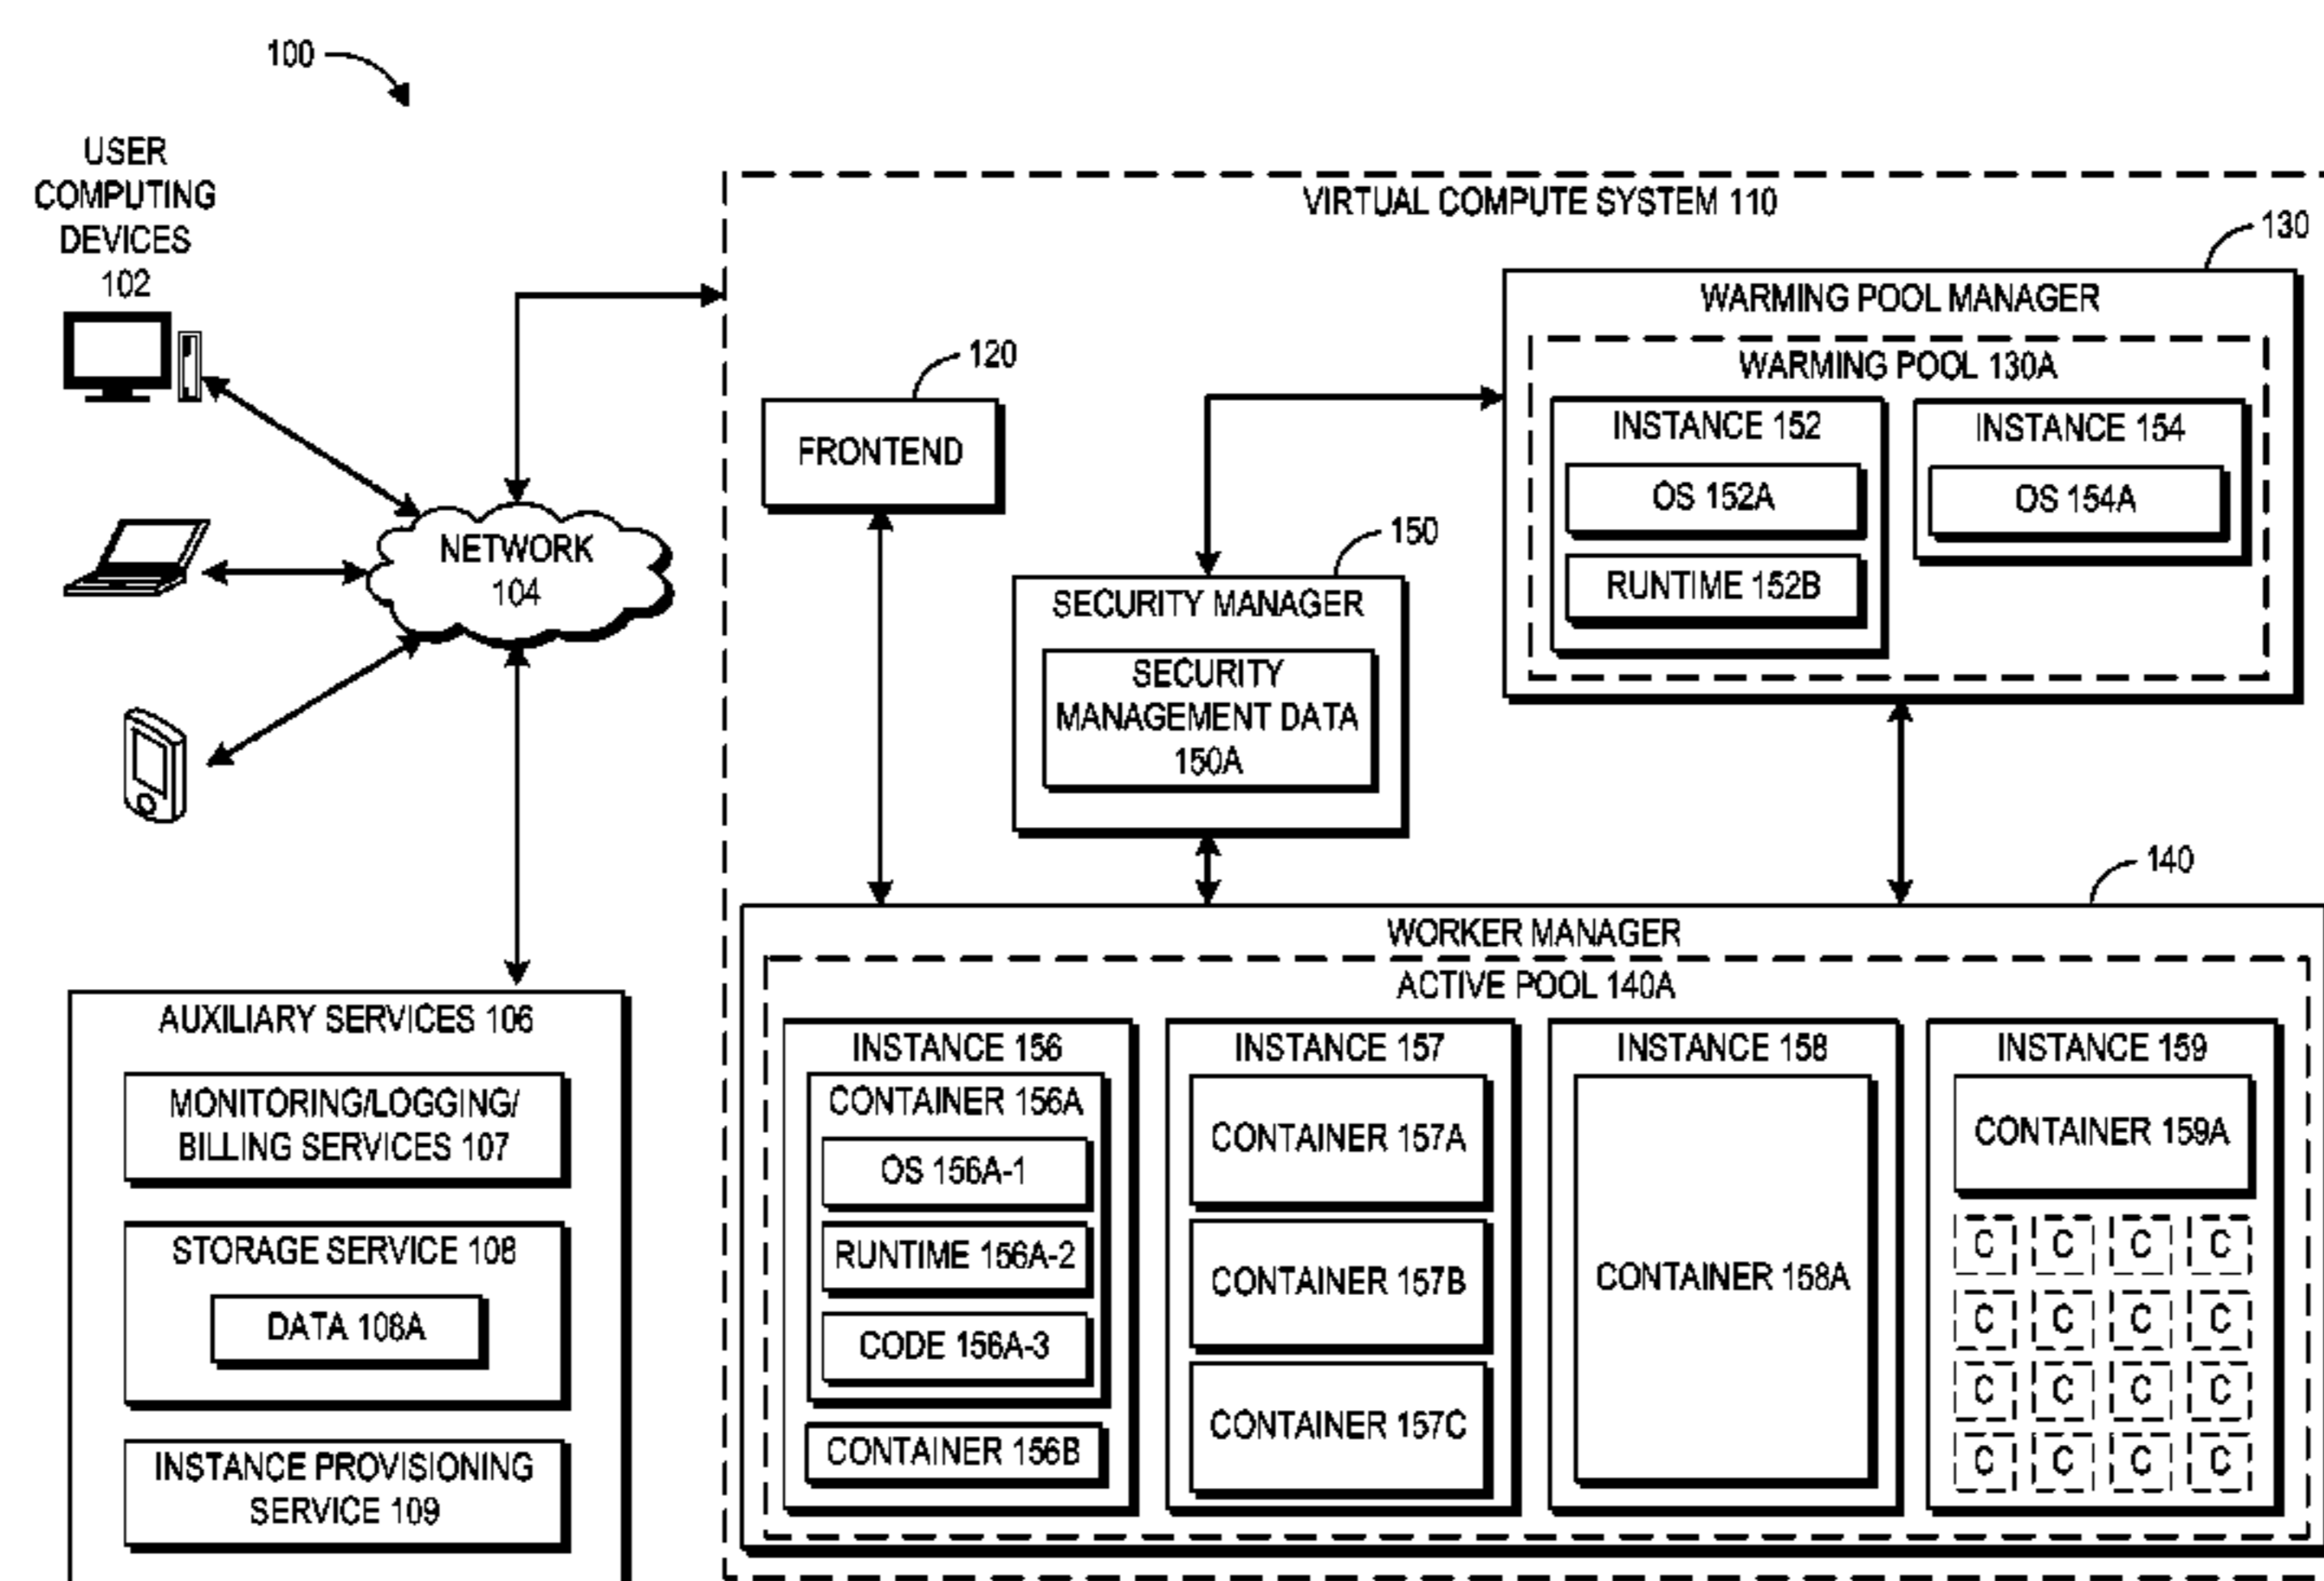 100
USER
COMPUTING
DEVICES
102
NETWORK
104
AUXILIARY SERVICES 106
MONITORING/LOGGING/
BILLING SERVICES 107
STORAGE SERVICE 108
DATA 108A
INSTANCE PROVISIONING
SERVICE 109
VIRTUAL COMPUTE SYSTEM 110
120
FRONTEND
130
WARMING POOL MANAGER
WARMING POOL 130A
INSTANCE 152
OS 152A
RUNTIME 152B
INSTANCE 154
OS 154A
150
SECURITY MANAGER
SECURITY
MANAGEMENT DATA
150A
140
WORKER MANAGER
ACTIVE POOL 140A
INSTANCE 156
CONTAINER 156A
OS 156A-1
RUNTIME 156A-2
CODE 156A-3
CONTAINER 156B
INSTANCE 157
CONTAINER 157A
CONTAINER 157B
CONTAINER 157C
INSTANCE 158
CONTAINER 158A
INSTANCE 159
CONTAINER 159A
C C C C
C C C C
C C C C
C C C C